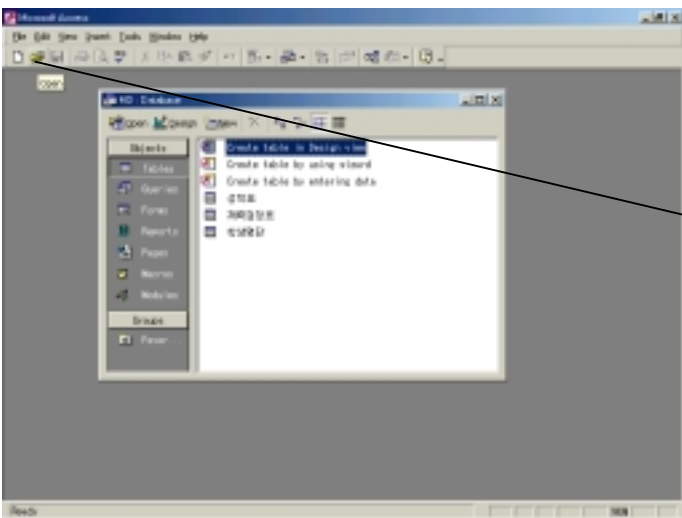 Microsoft Access
File Edit View Insert Tools Window Help
Open
Database
Open Design New
Objects
Create table in Design view
Tables
Create table by using wizard
Queries
Create table by entering data
Forms
Reports
Pages
Macros
Modules
Groups
Ready
NUM